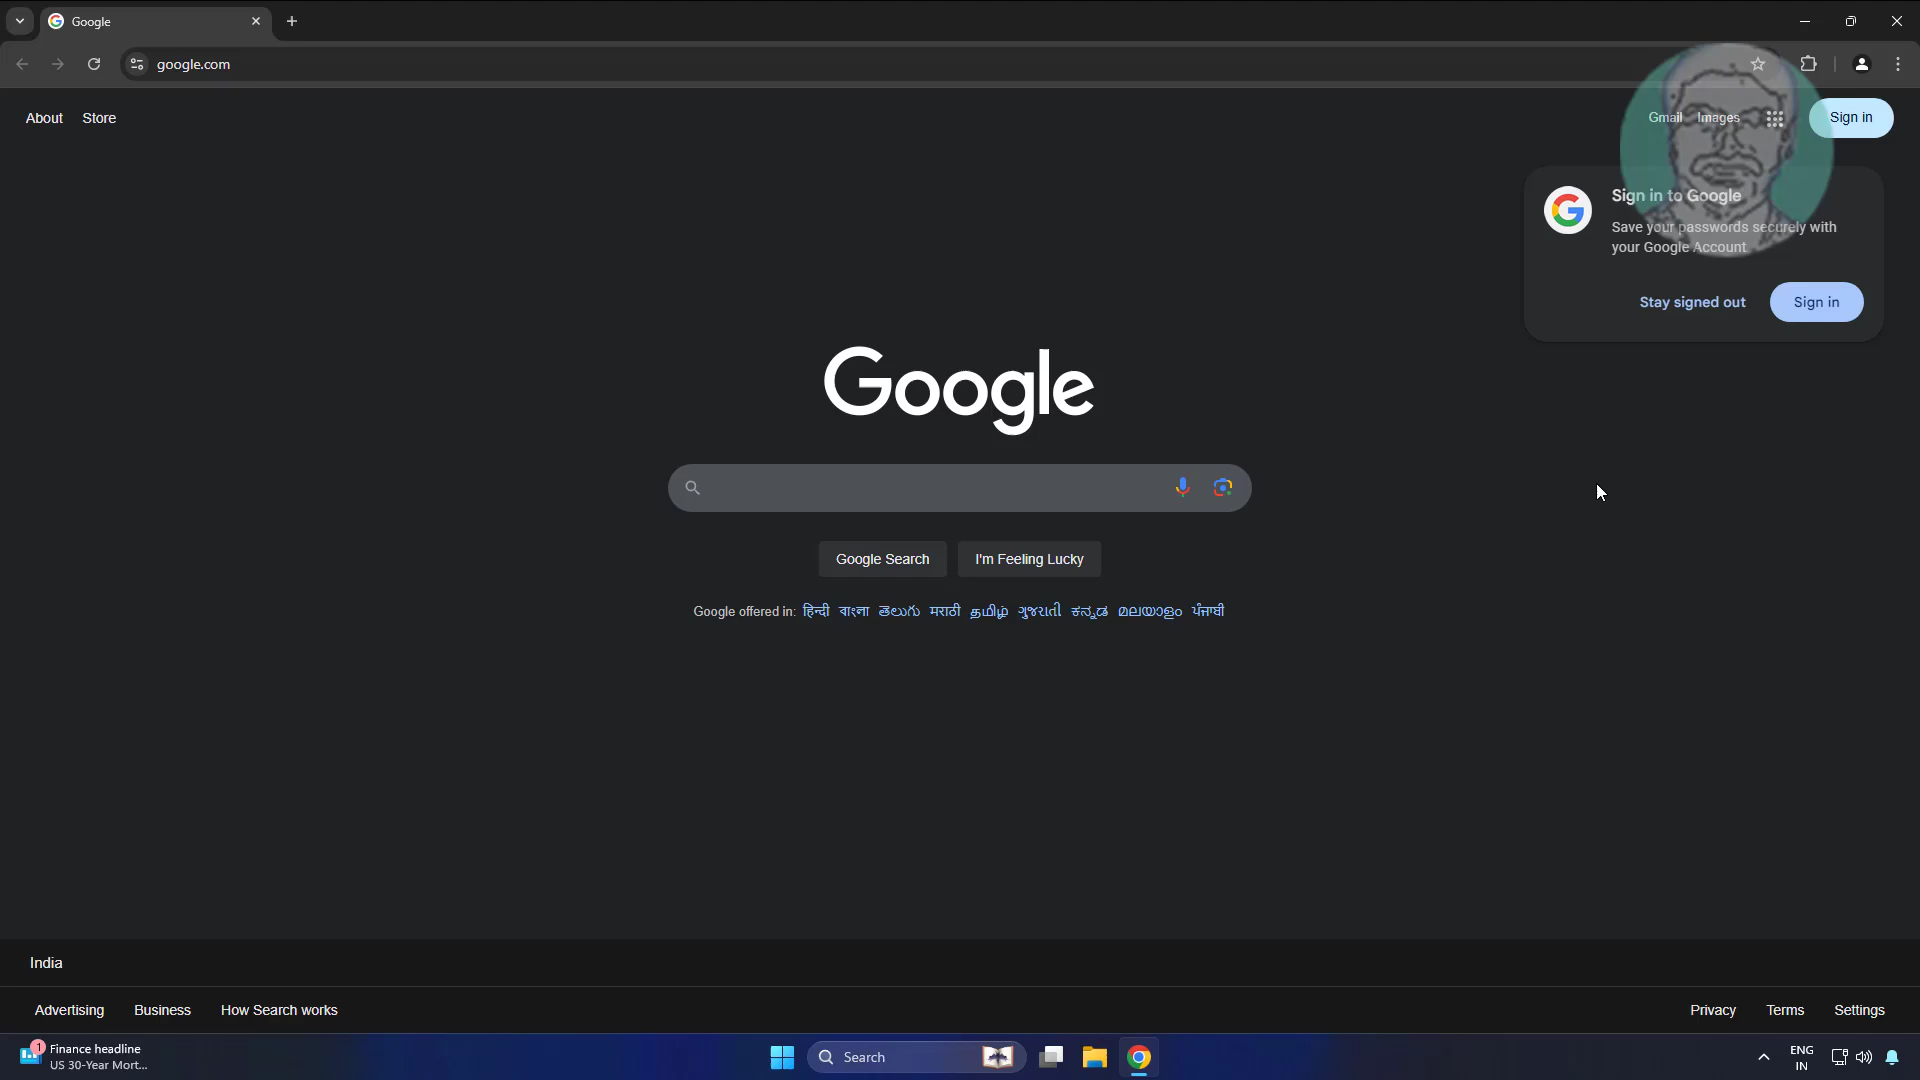 Google
google.com
About Store
Gmail Images Sign in
Sign in to Google
Save your passwords securely with
your Google Account
Stay signed out Sign in
Google
Google Search I'm Feeling Lucky
Google offered in: हिन्दी বাংলা తెలుగు मराठी தமிழ் ગુજરાતી ಕನ್ನಡ മലയാളം ਪੰਜਾਬੀ
India
Advertising Business How Search works
Privacy Terms Settings
1
Finance headline
US 30-Year Mort...
Search
ENG
IN